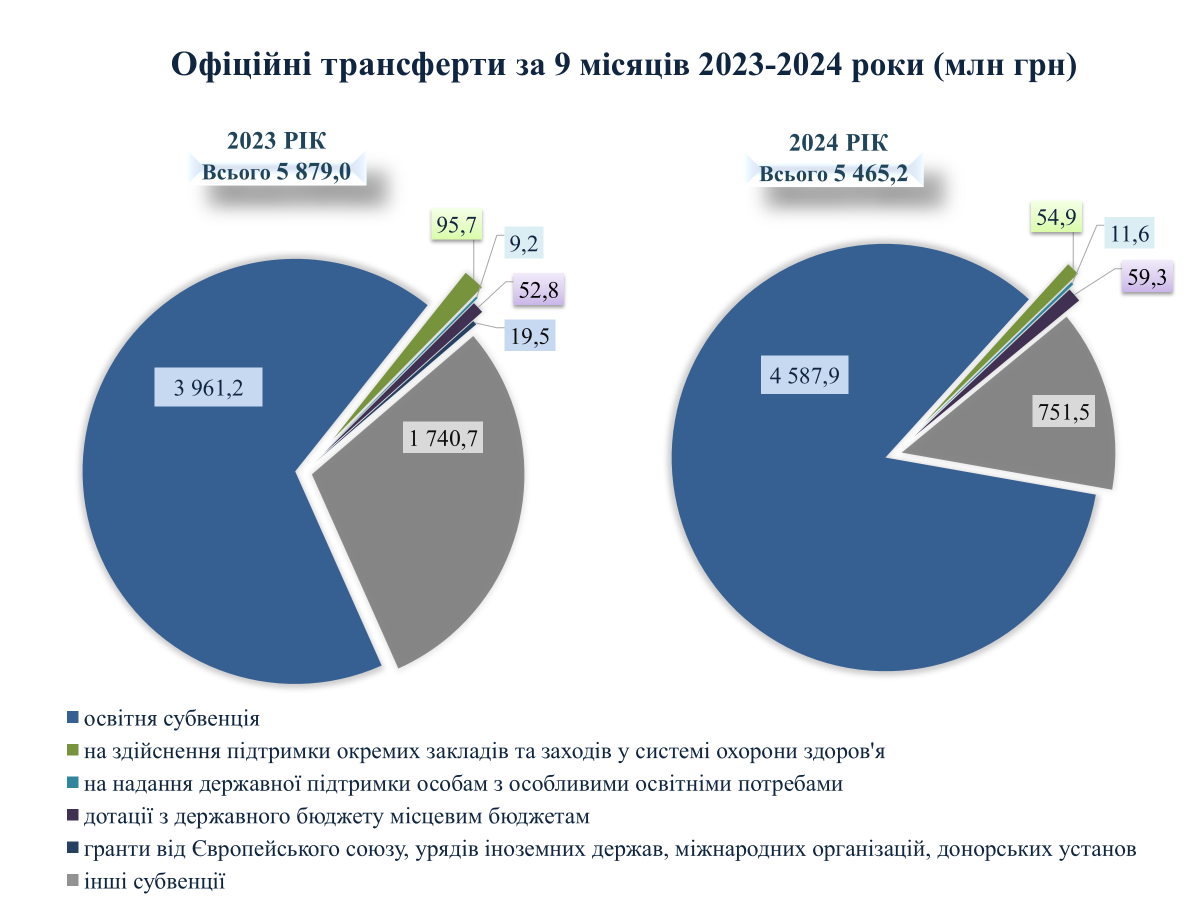 Офіційні трансферти за 9 місяців 2023-2024 роки (млн грн)
2023 РІК
Всього 5 879,0
2024 РІК
Всього 5 465,2
95,7
9,2
52,8
19,5
3 961,2
1 740,7
54,9
11,6
59,3
4 587,9
751,5
освітня субвенція
на здійснення підтримки окремих закладів та заходів у системі охорони здоров'я
на надання державної підтримки особам з особливими освітніми потребами
дотації з державного бюджету місцевим бюджетам
гранти від Європейського союзу, урядів іноземних держав, міжнародних організацій, донорських установ
інші субвенції